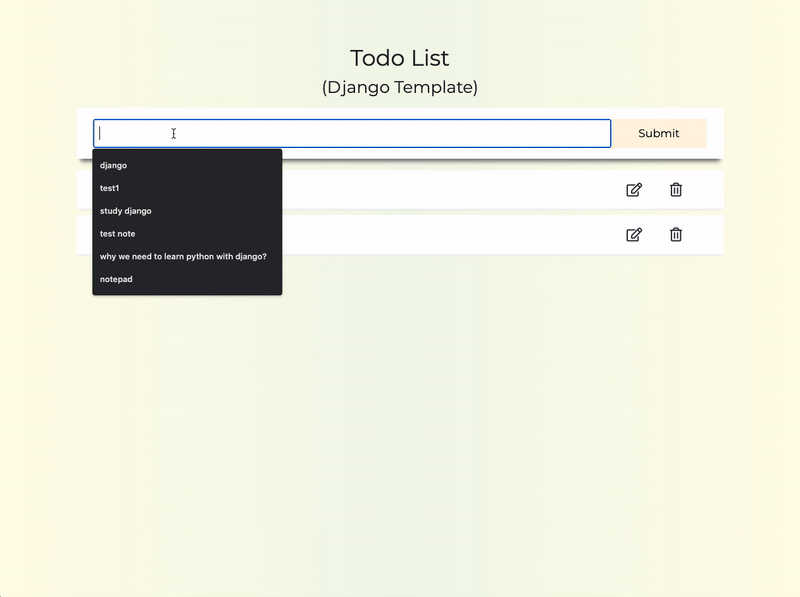 Todo List
(Django Template)
Submit
django
test1
study django
test note
why we need to learn python with django?
notepad